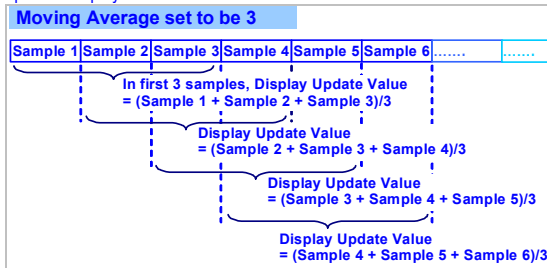 Moving Average set to be 3
Sample 1 Sample 2 Sample 3 Sample 4 Sample 5 Sample 6 ....... .......
In first 3 samples, Display Update Value
= (Sample 1 + Sample 2 + Sample 3)/3
Display Update Value
= (Sample 2 + Sample 3 + Sample 4)/3
Display Update Value
= (Sample 3 + Sample 4 + Sample 5)/3
Display Update Value
= (Sample 4 + Sample 5 + Sample 6)/3